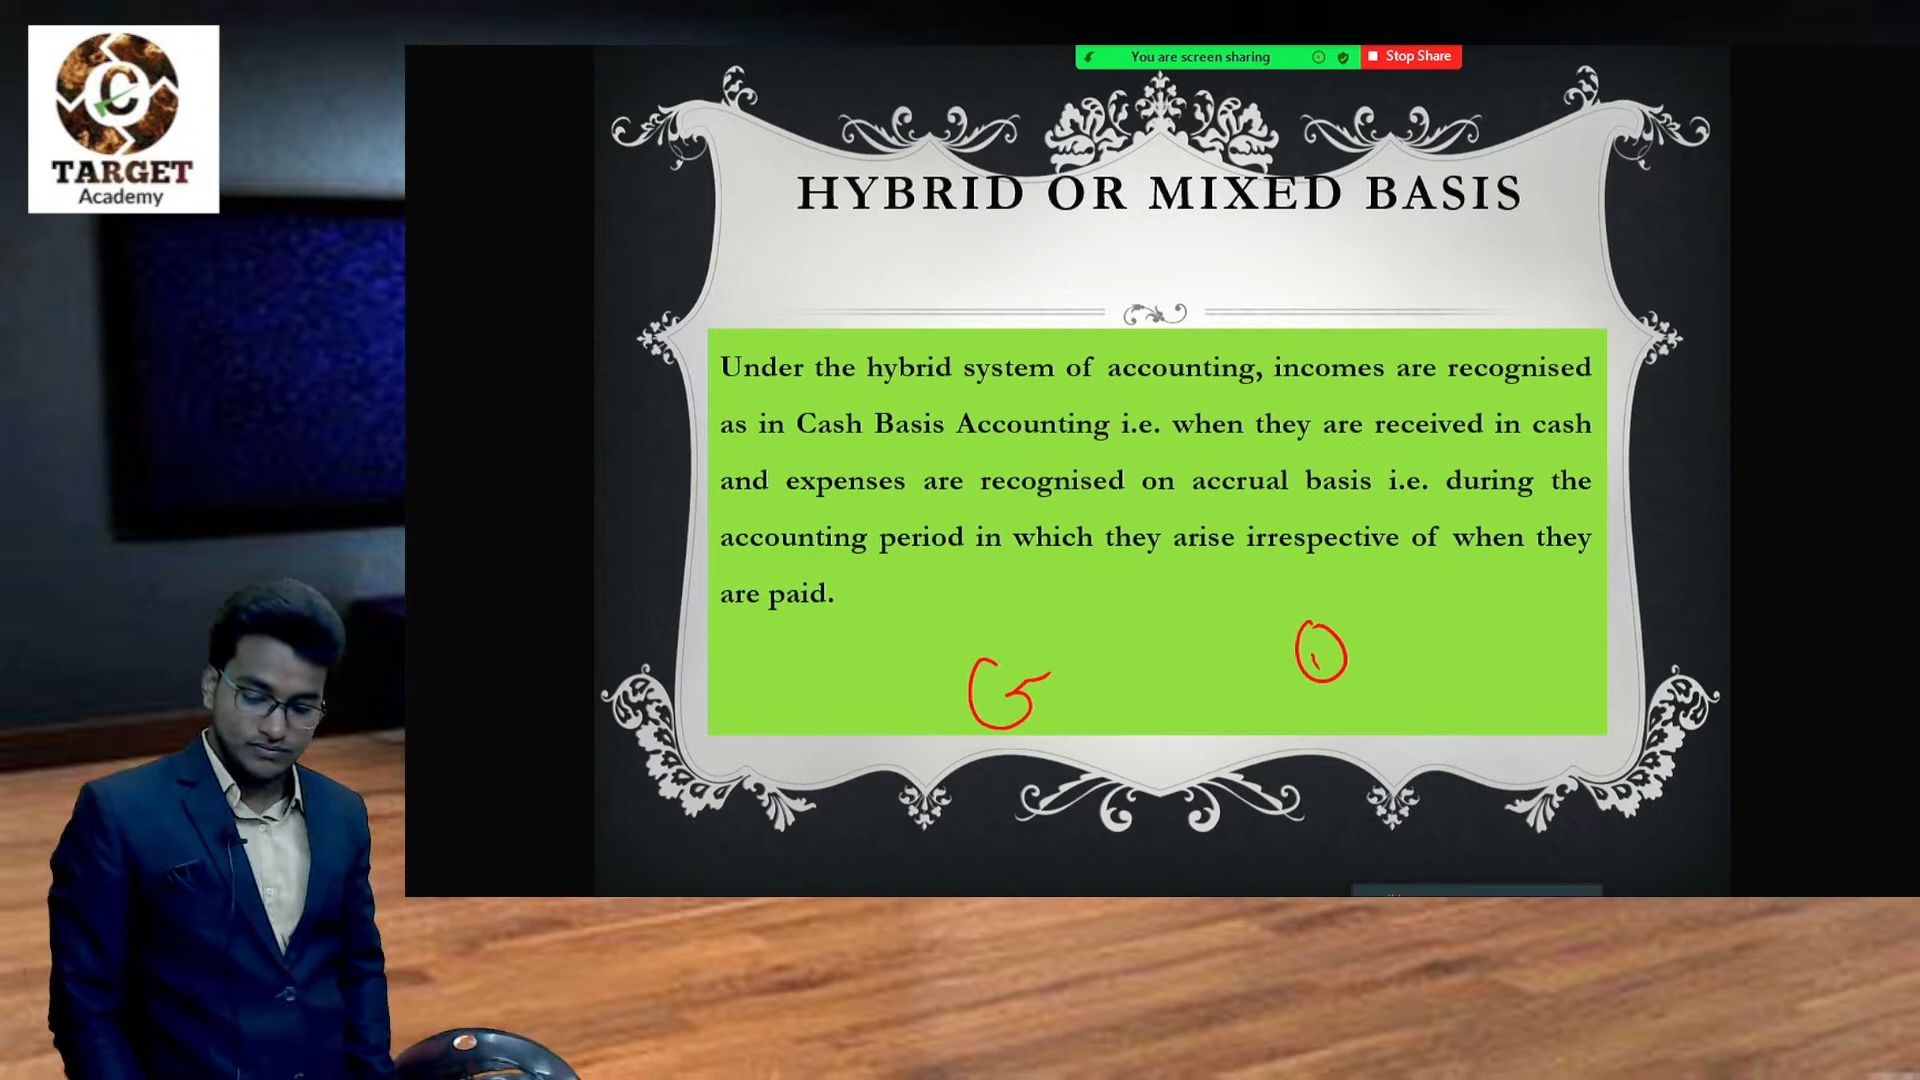 C
TARGET
Academy
You are screen sharing
Stop Share
HYBRID OR MIXED BASIS
Under the hybrid system of accounting, incomes are recognised
as in Cash Basis Accounting i.e. when they are received in cash
and expenses are recognised on accrual basis i.e. during the
accounting period in which they arise irrespective of when they
are paid.